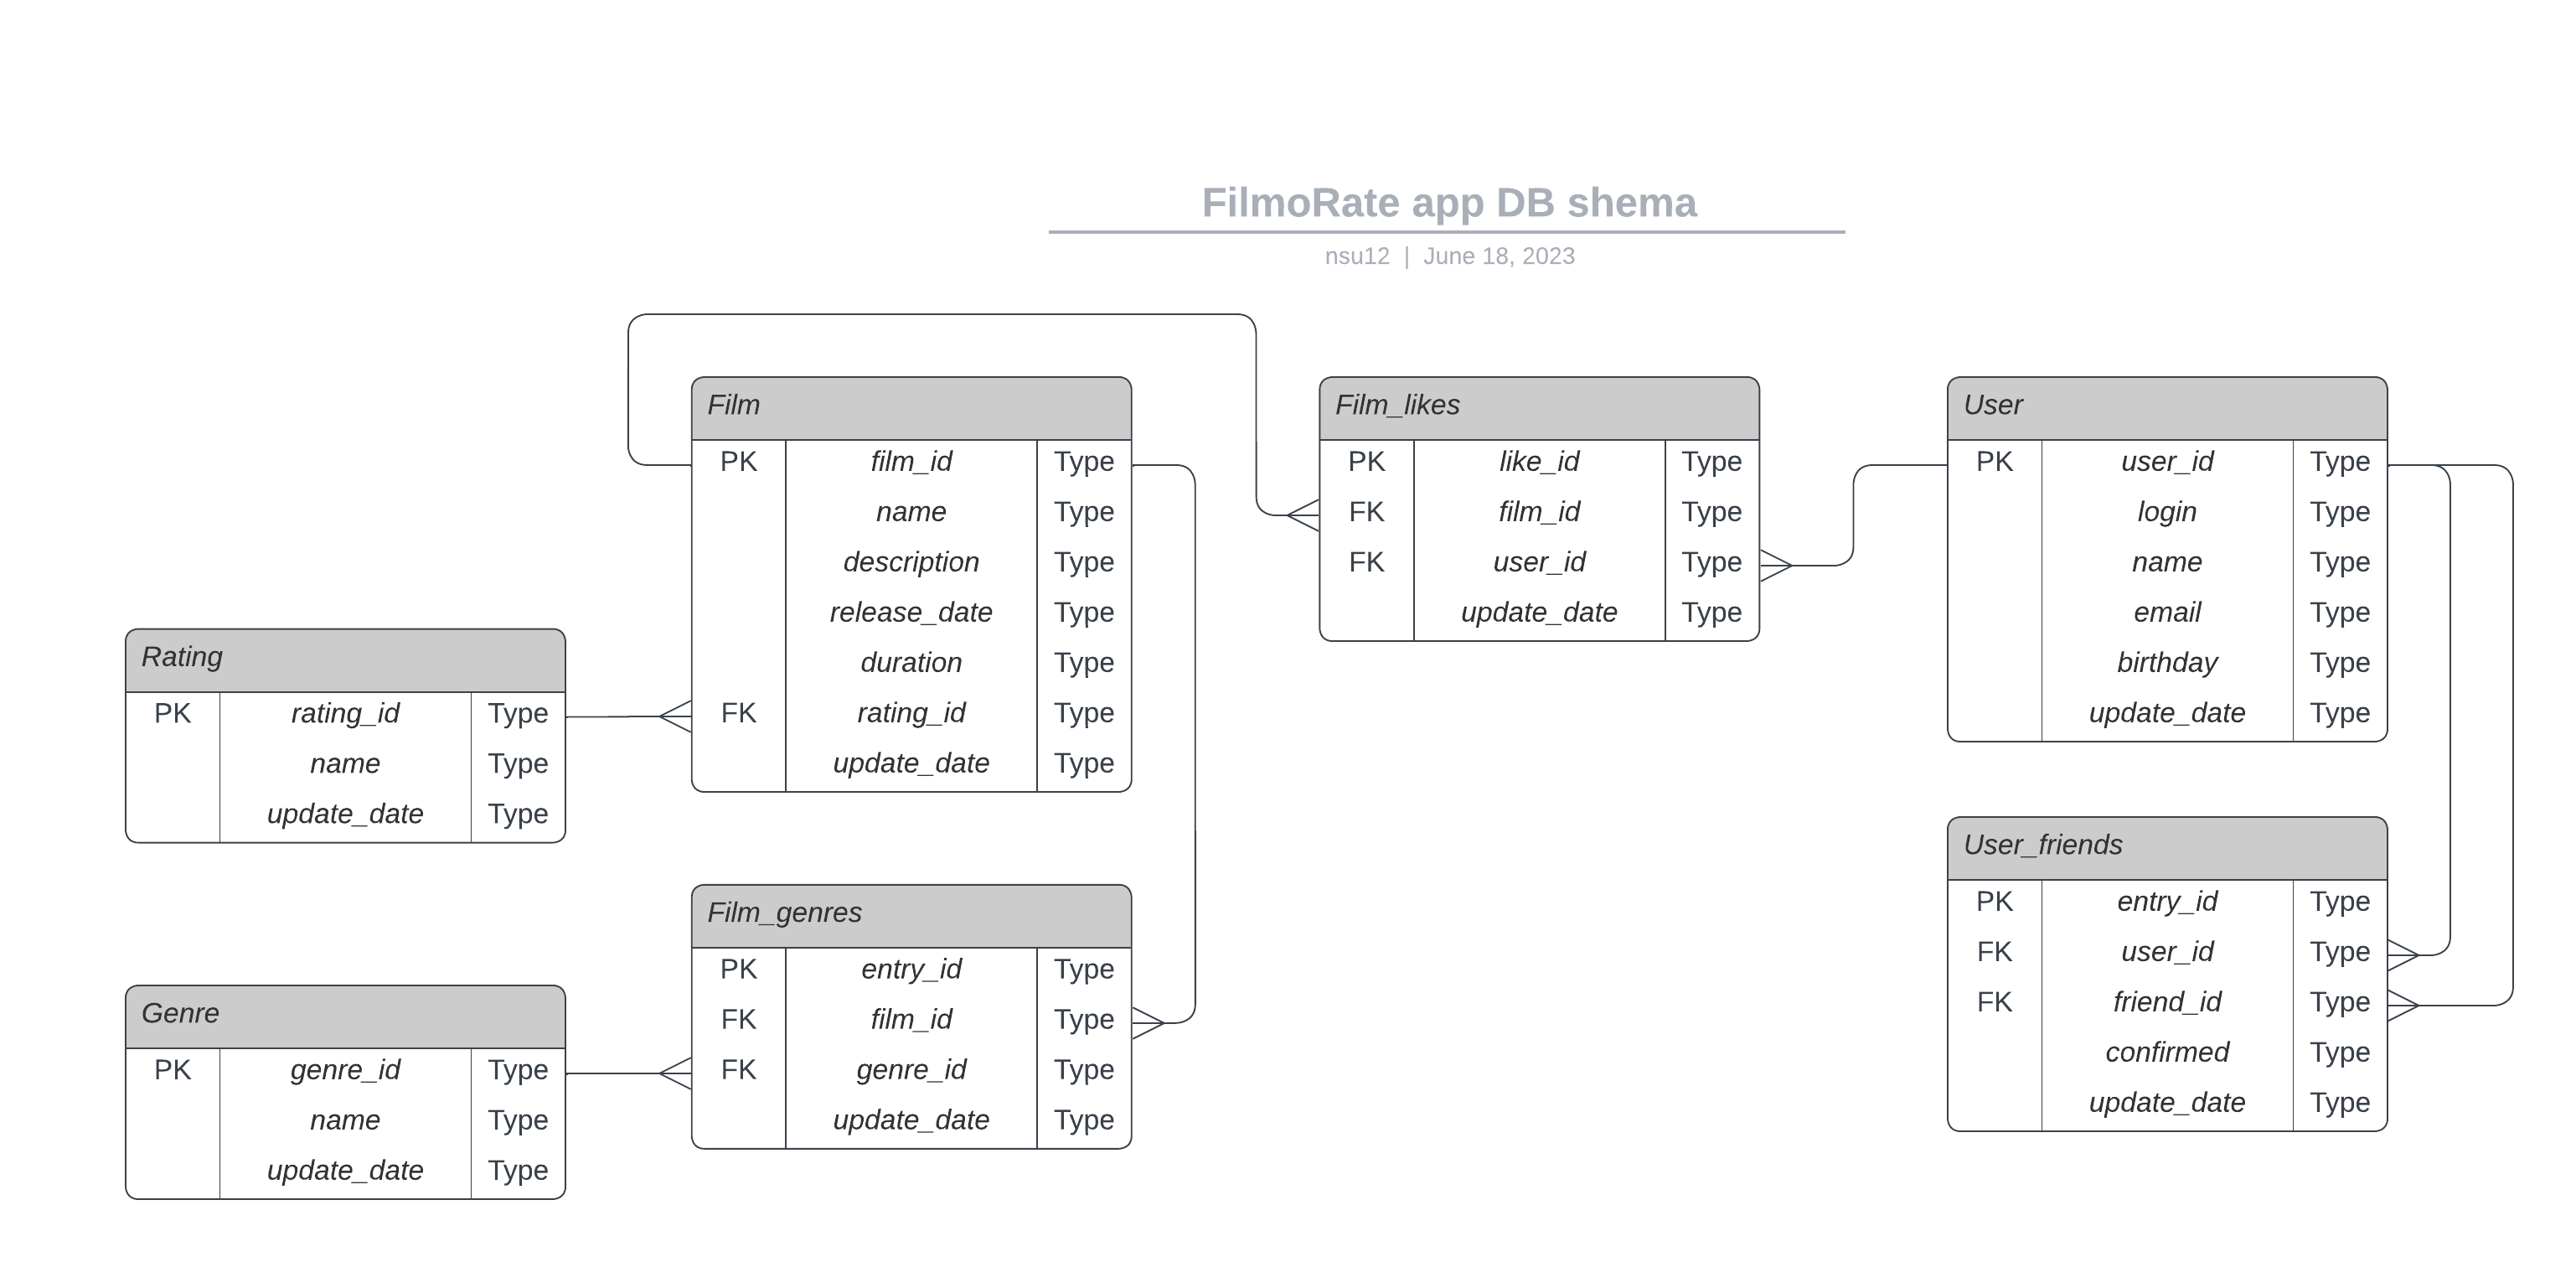 FilmoRate app DB shema
nsu12 | June 18, 2023
Film
PK film_id Type
name Type
description Type
release_date Type
duration Type
FK rating_id Type
update_date Type
Film_likes
PK like_id Type
FK film_id Type
FK user_id Type
update_date Type
User
PK user_id Type
login Type
name Type
email Type
birthday Type
update_date Type
Rating
PK rating_id Type
name Type
update_date Type
User_friends
PK entry_id Type
FK user_id Type
FK friend_id Type
confirmed Type
update_date Type
Film_genres
PK entry_id Type
FK film_id Type
FK genre_id Type
update_date Type
Genre
PK genre_id Type
name Type
update_date Type